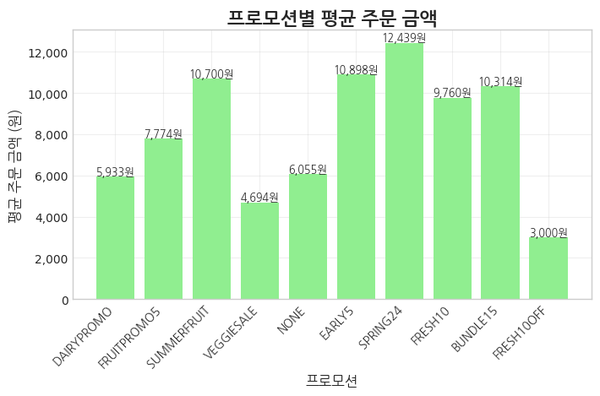 프로모션별 평균 주문 금액
평균 주문 금액 (원)
12,000
10,000
8,000
6,000
4,000
2,000
0
5,933원
7,774원
10,700원
4,694원
6,055원
10,898원
12,439원
9,760원
10,314원
3,000원
DAIRYPROMO
FRUITPROMO5
SUMMERFRUIT
VEGGIESALE
NONE
EARLY5
SPRING24
FRESH10
BUNDLE15
FRESH10OFF
프로모션